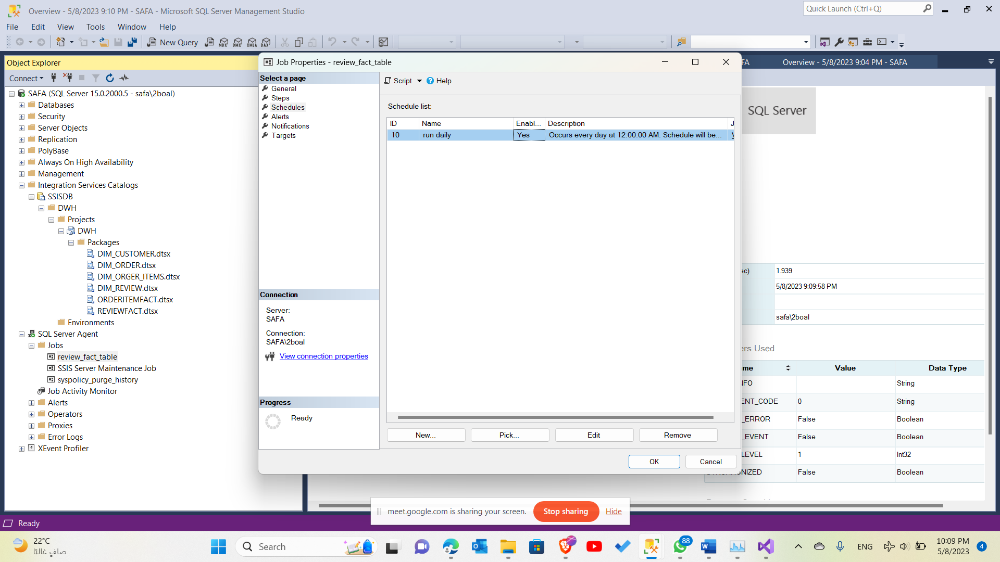 Overview - 5/8/2023 9:10 PM - SAFA - Microsoft SQL Server Management Studio
Quick Launch (Ctrl+Q)
File Edit View Tools Window Help
New Query
MDX DMX XMLA DAX
Object Explorer
Connect
SAFA (SQL Server 15.0.2000.5 - safa\2boal)
Databases
Security
Server Objects
Replication
PolyBase
Always On High Availability
Management
Integration Services Catalogs
SSISDB
DWH
Projects
DWH
Packages
DIM_CUSTOMER.dtsx
DIM_ORDER.dtsx
DIM_ORGER_ITEMS.dtsx
DIM_REVIEW.dtsx
ORDERITEMFACT.dtsx
REVIEWFACT.dtsx
Environments
SQL Server Agent
Jobs
review_fact_table
SSIS Server Maintenance Job
syspolicy_purge_history
Job Activity Monitor
Alerts
Operators
Proxies
Error Logs
XEvent Profiler
Job Properties - review_fact_table
Select a page
General
Steps
Schedules
Alerts
Notifications
Targets
Connection
Server:
SAFA
Connection:
SAFA\2boal
View connection properties
Progress
Ready
Script Help
Schedule list:
ID Name Enabl... Description J
10 run daily Yes Occurs every day at 12:00:00 AM. Schedule will be...
New... Pick... Edit Remove
OK Cancel
FA Overview - 5/8/2023 9:04 PM - SAFA
SQL Server
ec) 1.939
5/8/2023 9:09:58 PM
safa\2boal
ers Used
me Value Data Type
NFO String
ENT_CODE 0 String
_ERROR False Boolean
_EVENT False Boolean
LEVEL 1 Int32
NIZED False Boolean
meet.google.com is sharing your screen. Stop sharing Hide
Ready
22°C
صافٍ غالبًا
Search
88
ENG
10:09 PM
5/8/2023
4